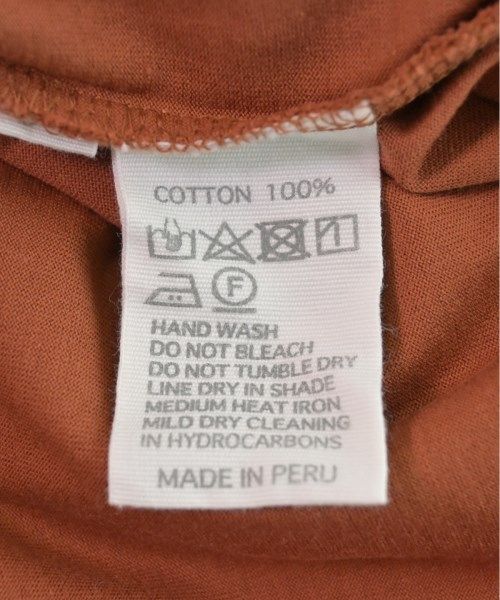 COTTON 100%
F
HAND WASH
DO NOT BLEACH
DO NOT TUMBLE DRY
LINE DRY IN SHADE
MEDIUM HEAT IRON
MILD DRY CLEANING
IN HYDROCARBONS
MADE IN PERU